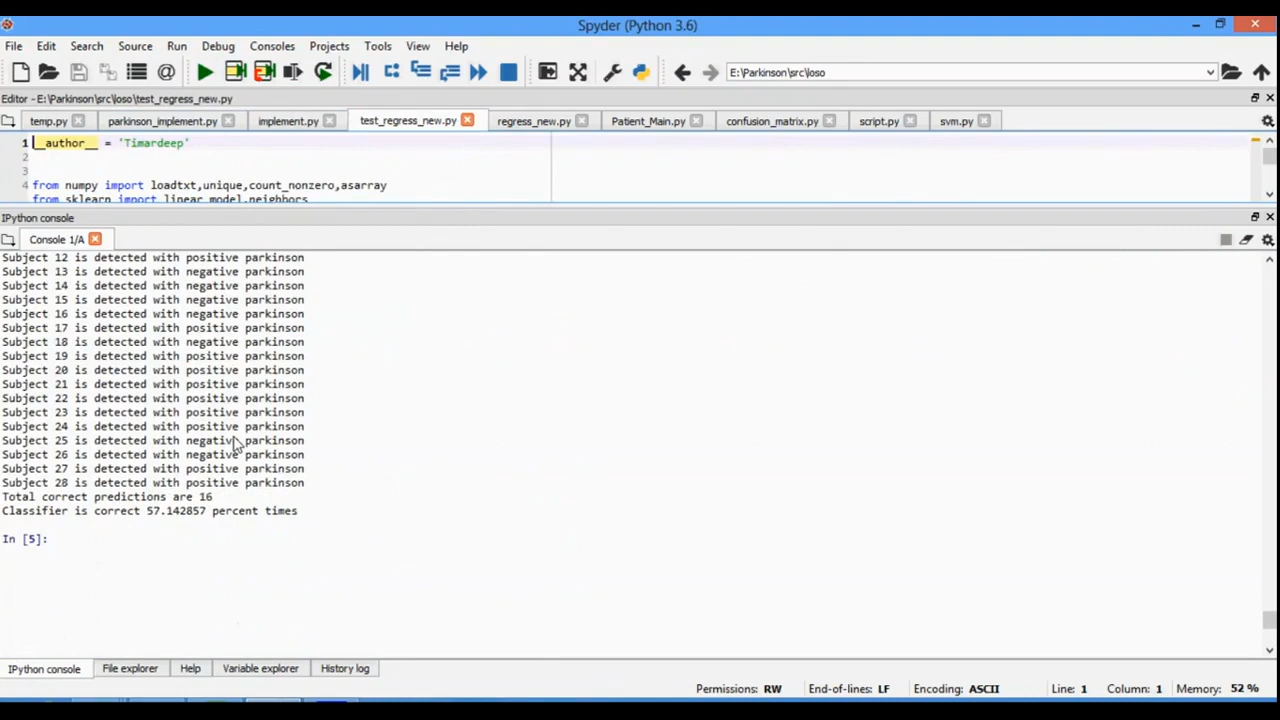 Spyder (Python 3.6)
File Edit Search Source Run Debug Consoles Projects Tools View Help
E:\Parkinson\src\loso
Editor - E:\Parkinson\src\loso\test_regress_new.py
temp.py parkinson_implement.py implement.py test_regress_new.py regress_new.py Patient_Main.py confusion_matrix.py script.py svm.py
1 __author__ = 'Timardeep'
2
3
4 from numpy import loadtxt,unique,count_nonzero,asarray
from sklearn import linear_model,neighbors
IPython console
Console 1/A
Subject 12 is detected with positive parkinson
Subject 13 is detected with negative parkinson
Subject 14 is detected with negative parkinson
Subject 15 is detected with negative parkinson
Subject 16 is detected with negative parkinson
Subject 17 is detected with positive parkinson
Subject 18 is detected with negative parkinson
Subject 19 is detected with positive parkinson
Subject 20 is detected with positive parkinson
Subject 21 is detected with positive parkinson
Subject 22 is detected with positive parkinson
Subject 23 is detected with positive parkinson
Subject 24 is detected with positive parkinson
Subject 25 is detected with negative parkinson
Subject 26 is detected with negative parkinson
Subject 27 is detected with positive parkinson
Subject 28 is detected with positive parkinson
Total correct predictions are 16
Classifier is correct 57.142857 percent times
In [5]:
IPython console File explorer Help Variable explorer History log
Permissions: RW End-of-lines: LF Encoding: ASCII Line: 1 Column: 1 Memory: 52 %